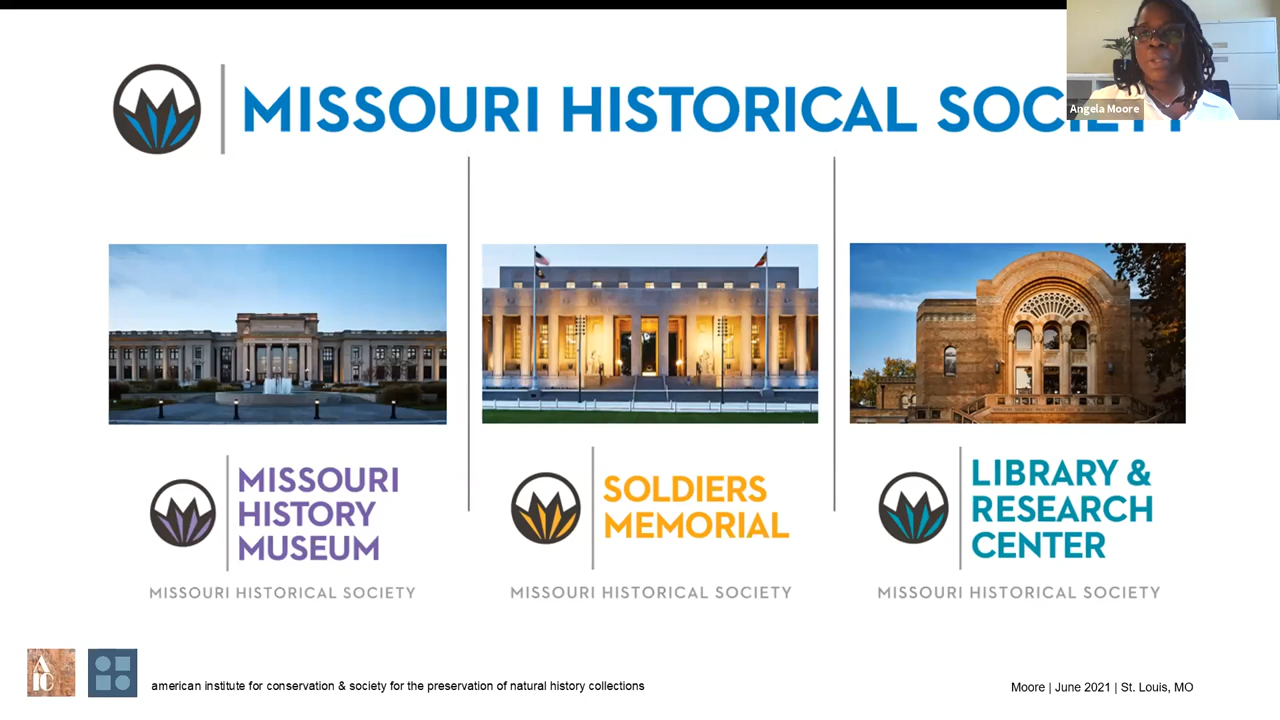 MISSOURI HISTORICAL SOCIETY
Angela Moore
MISSOURI
HISTORY
MUSEUM
MISSOURI HISTORICAL SOCIETY
SOLDIERS
MEMORIAL
MISSOURI HISTORICAL SOCIETY
LIBRARY &
RESEARCH
CENTER
MISSOURI HISTORICAL SOCIETY
AIC
american institute for conservation & society for the preservation of natural history collections
Moore | June 2021 | St. Louis, MO